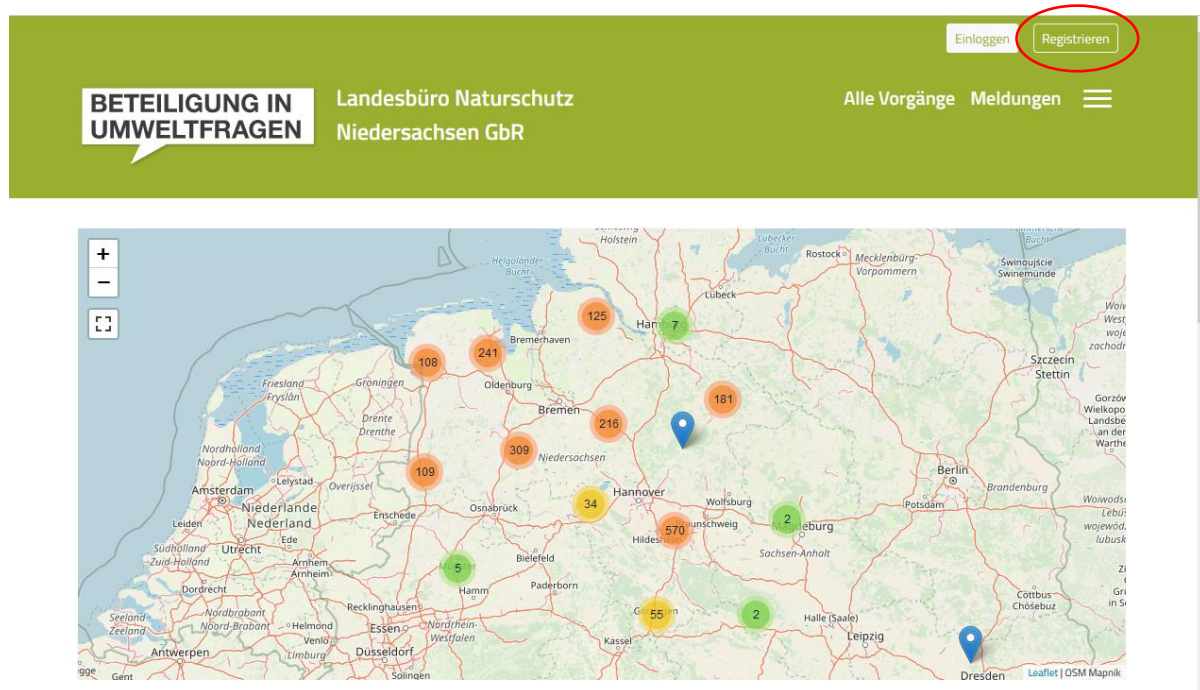 Einloggen
Registrieren
BETEILIGUNG IN
UMWELTFRAGEN
Landesbüro Naturschutz
Niedersachsen GbR
Alle Vorgänge Meldungen
+
−
Holstein
Lübecker
Bucht
Rostock
Mecklenburg-
Vorpommern
Bucht
Świnoujście
Swinemünde
Helgoländer
Bucht
Lübeck
125
7
Bremerhaven
241
108
Szczecin
Stettin
Friesland
Fryslân
Groningen
Oldenburg
181
Drente
Drenthe
Bremen
216
Landsbe
an der
Warthe
309
Niedersachsen
Nordholland
Noord-Holland
109
Berlin
Brandenburg
Lelystad
Overijssel
Amsterdam
Niederlande
Nederland
Enschede
Osnabrück
34
Hannover
Wolfsburg
Potsdam
Leiden
Ede
570
2
Südholland
Zuid-Holland
Utrecht
Arnhem
Arnheim
Bielefeld
Sachsen-Anhalt
5
Dordrecht
Hamm
Paderborn
Cottbus
Chóśebuz
Seeland
Zeeland
Nordbrabant
Noord-Brabant
Helmond
Recklinghausen
Essen
Nordrhein-
Westfalen
55
2
Halle (Saale)
Venlo
Kassel
Leipzig
Antwerpen
Limburg
Düsseldorf
Gent
Solingen
Dresden
Leaflet | OSM Mapnik